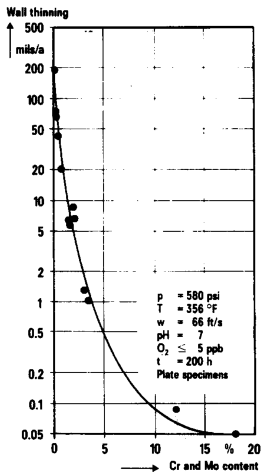 Wall thinning
mils/a
500
200
100
50
20
10
5
2
1
0.5
0.2
0.1
0.05
p = 580 psi
T = 356 °F
w = 66 ft/s
pH = 7
O₂ ≤ 5 ppb
t = 200 h
Plate specimens
0 5 10 15 % 20
Cr and Mo content